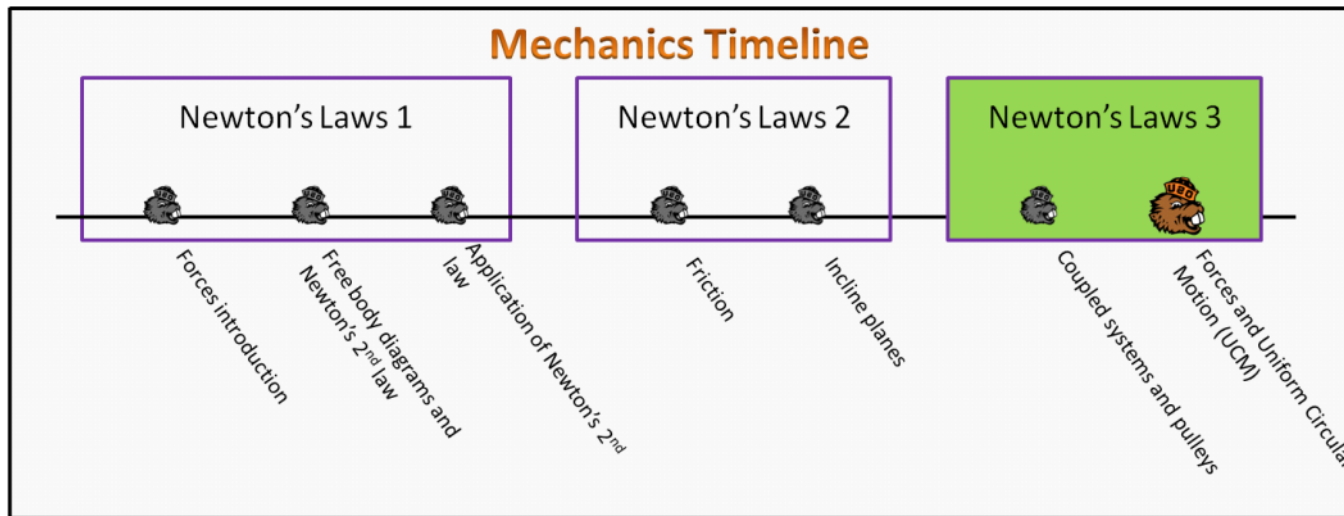 Mechanics Timeline
Newton's Laws 1
Newton's Laws 2
Newton's Laws 3
Forces introduction
Free body diagrams and
Newton's 2nd law
Application of Newton's 2nd
law
Friction
Incline planes
Coupled systems and pulleys
Forces and Uniform Circula
Motion (UCM)